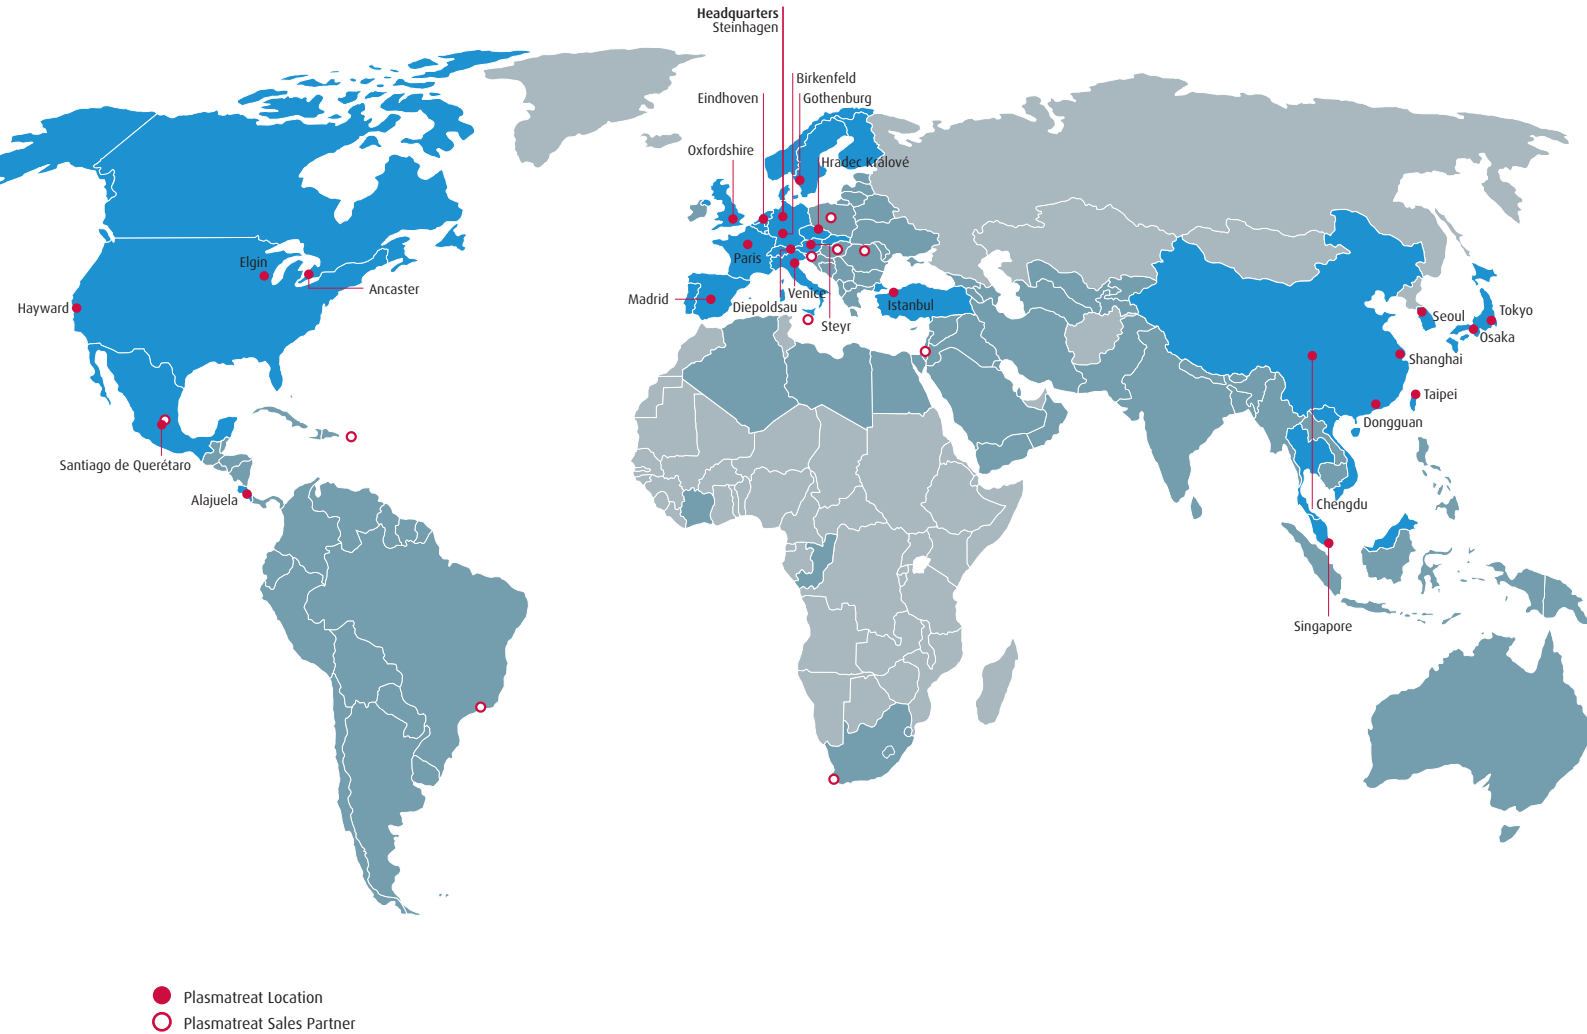 Headquarters
Steinhagen
Birkenfeld
Eindhoven
Gothenburg
Oxfordshire
Hradec Králové
Paris
Elgin
Ancaster
Hayward
Madrid
Venice
Diepoldsau
Istanbul
Steyr
Seoul
Tokyo
Osaka
Shanghai
Taipei
Dongguan
Santiago de Querétaro
Alajuela
Chengdu
Singapore
Plasmatreat Location
Plasmatreat Sales Partner